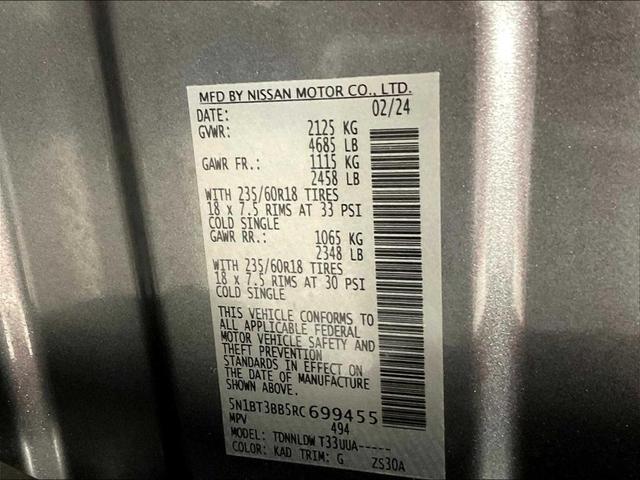 MFD BY NISSAN MOTOR CO., LTD.
DATE: 02/24
GVWR: 2125 KG
4685 LB
GAWR FR.: 1115 KG
2458 LB
WITH 235/60R18 TIRES
18 x 7.5 RIMS AT 33 PSI
COLD SINGLE
GAWR RR.: 1065 KG
2348 LB
WITH 235/60R18 TIRES
18 x 7.5 RIMS AT 30 PSI
COLD SINGLE
THIS VEHICLE CONFORMS TO
ALL APPLICABLE FEDERAL
MOTOR VEHICLE SAFETY AND
THEFT PREVENTION
STANDARDS IN EFFECT ON
THE DATE OF MANUFACTURE
SHOWN ABOVE.
5N1BT3BB5RC699455
MPV 494
MODEL: TDNNLDW T33UUA-----
COLOR: KAD TRIM: G ZS30A